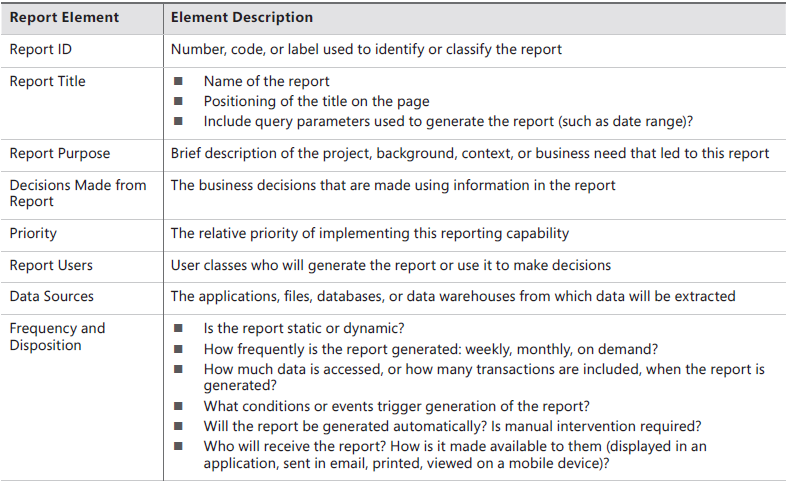 Report Element Element Description
Report ID Number, code, or label used to identify or classify the report
Report Title ■ Name of the report
■ Positioning of the title on the page
■ Include query parameters used to generate the report (such as date range)?
Report Purpose Brief description of the project, background, context, or business need that led to this report
Decisions Made from The business decisions that are made using information in the report
Report
Priority The relative priority of implementing this reporting capability
Report Users User classes who will generate the report or use it to make decisions
Data Sources The applications, files, databases, or data warehouses from which data will be extracted
Frequency and ■ Is the report static or dynamic?
Disposition ■ How frequently is the report generated: weekly, monthly, on demand?
■ How much data is accessed, or how many transactions are included, when the report is
generated?
■ What conditions or events trigger generation of the report?
■ Will the report be generated automatically? Is manual intervention required?
■ Who will receive the report? How is it made available to them (displayed in an
application, sent in email, printed, viewed on a mobile device)?